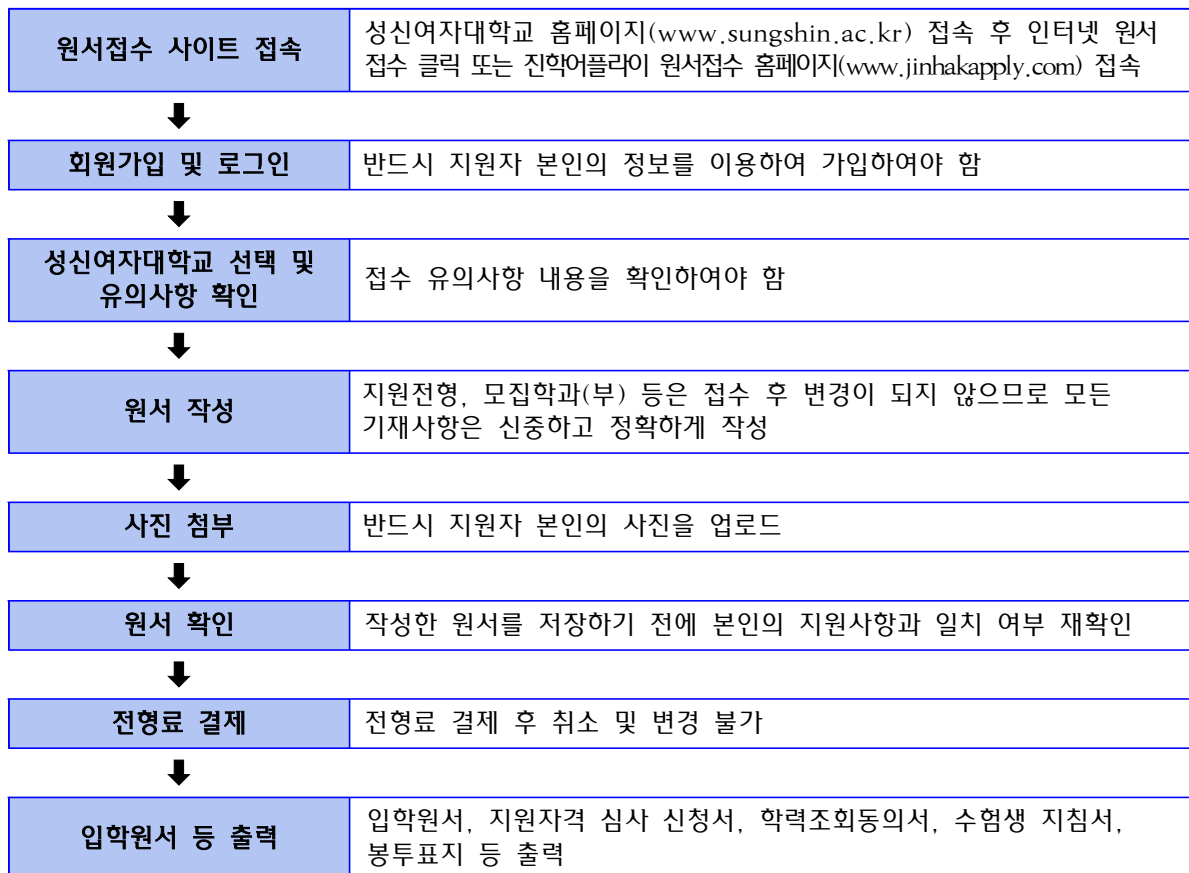 원서접수 사이트 접속
성신여자대학교 홈페이지(www.sungshin.ac.kr) 접속 후 인터넷 원서
접수 클릭 또는 진학어플라이 원서접수 홈페이지(www.jinhakapply.com) 접속
회원가입 및 로그인
반드시 지원자 본인의 정보를 이용하여 가입하여야 함
성신여자대학교 선택 및
유의사항 확인
접수 유의사항 내용을 확인하여야 함
원서 작성
지원전형, 모집학과(부) 등은 접수 후 변경이 되지 않으므로 모든
기재사항은 신중하고 정확하게 작성
사진 첨부
반드시 지원자 본인의 사진을 업로드
원서 확인
작성한 원서를 저장하기 전에 본인의 지원사항과 일치 여부 재확인
전형료 결제
전형료 결제 후 취소 및 변경 불가
입학원서 등 출력
입학원서, 지원자격 심사 신청서, 학력조회동의서, 수험생 지침서,
봉투표지 등 출력